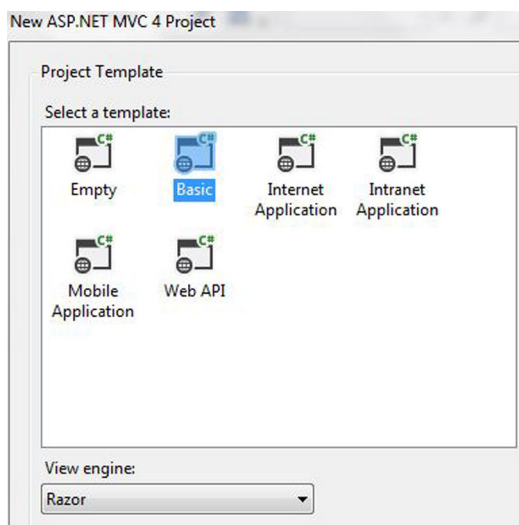 New ASP.NET MVC 4 Project
Project Template
Select a template:
C# C# C# C#
Empty Basic Internet Application Intranet Application
C# C#
Mobile Application Web API
View engine:
Razor